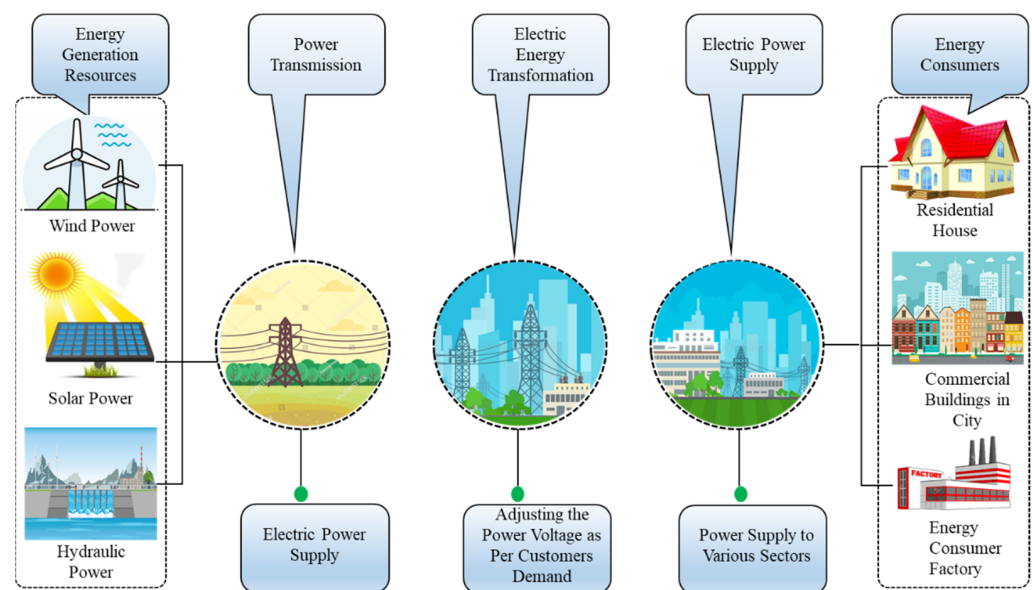 Energy
Generation
Resources
Power
Transmission
Electric
Energy
Transformation
Electric Power
Supply
Energy
Consumers
Wind Power
Solar Power
Hydraulic
Power
Residential
House
Commercial
Buildings in
City
FACTORY
Energy
Consumer
Factory
Electric Power
Supply
Adjusting the
Power Voltage as
Per Customers
Demand
Power Supply to
Various Sectors